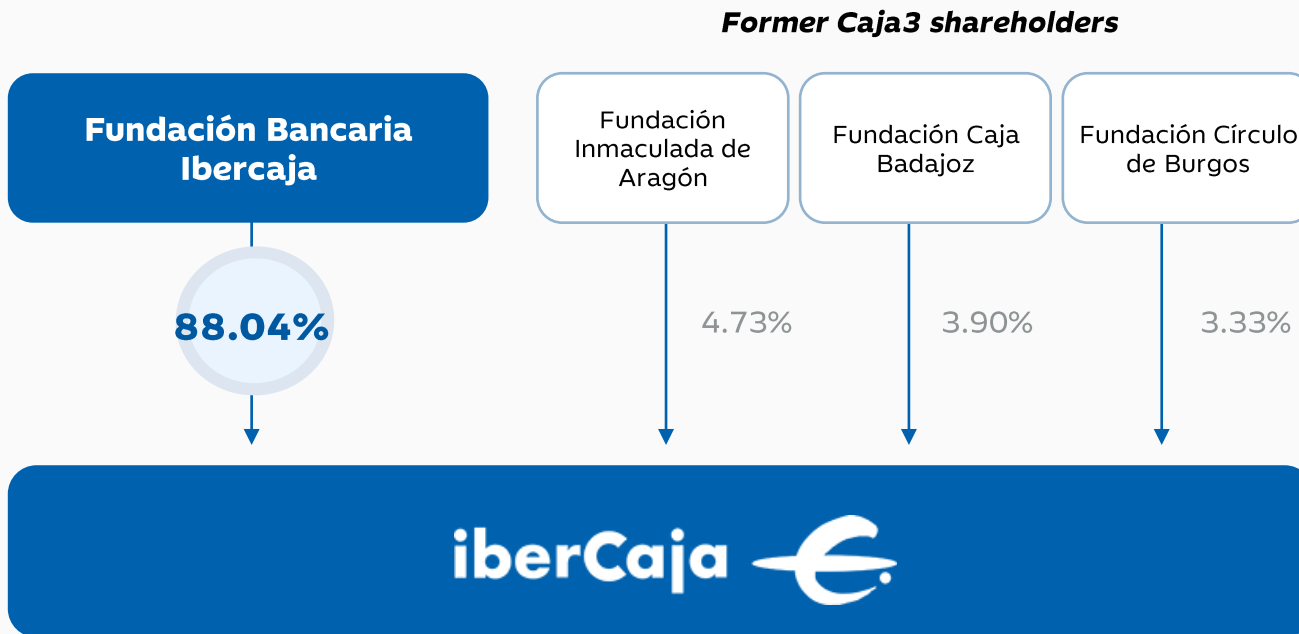 Former Caja3 shareholders
Fundación Bancaria
Ibercaja
Fundación
Inmaculada de
Aragón
Fundación Caja
Badajoz
Fundación Círculo
de Burgos
88.04%
4.73%
3.90%
3.33%
iberCaja